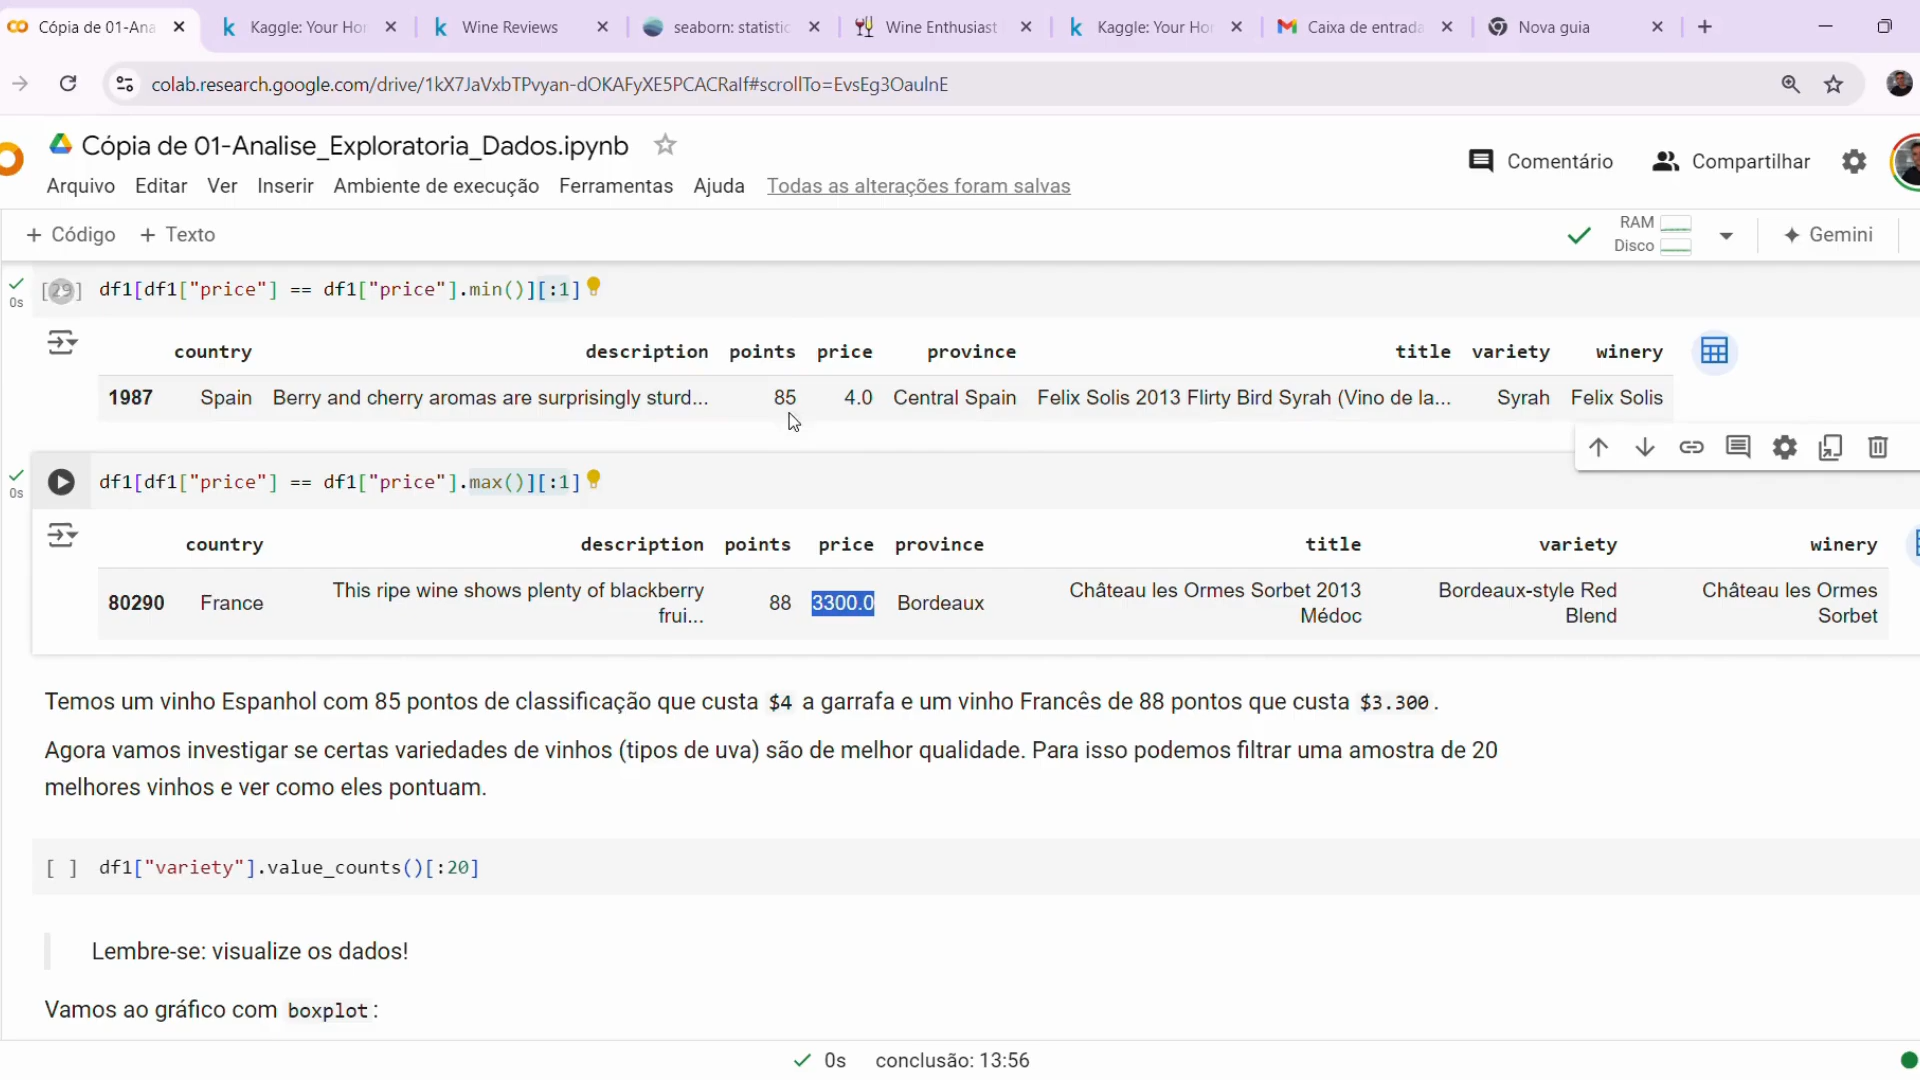 Cópia de 01-Ana
Kaggle: Your Hor
Wine Reviews
seaborn: statistic
Wine Enthusiast
Kaggle: Your Hor
Caixa de entrada
Nova guia
colab.research.google.com/drive/1kX7JaVxbTPvyan-dOKAFyXE5PCACRaIf#scrollTo=EvsEg3OaulnE
Cópia de 01-Analise_Exploratoria_Dados.ipynb
Comentário
Compartilhar
Arquivo Editar Ver Inserir Ambiente de execução Ferramentas Ajuda Todas as alterações foram salvas
+ Código + Texto
RAM
Disco
Gemini
[29] df1[df1["price"] == df1["price"].min()][:1]
0s
country description points price province title variety winery
1987 Spain Berry and cherry aromas are surprisingly sturd... 85 4.0 Central Spain Felix Solis 2013 Flirty Bird Syrah (Vino de la... Syrah Felix Solis
df1[df1["price"] == df1["price"].max()][:1]
0s
country description points price province title variety winery
80290 France This ripe wine shows plenty of blackberry frui... 88 3300.0 Bordeaux Château les Ormes Sorbet 2013 Médoc Bordeaux-style Red Blend Château les Ormes Sorbet
Temos um vinho Espanhol com 85 pontos de classificação que custa $4 a garrafa e um vinho Francês de 88 pontos que custa $3.300.
Agora vamos investigar se certas variedades de vinhos (tipos de uva) são de melhor qualidade. Para isso podemos filtrar uma amostra de 20
melhores vinhos e ver como eles pontuam.
[ ] df1["variety"].value_counts()[:20]
Lembre-se: visualize os dados!
Vamos ao gráfico com boxplot:
0s conclusão: 13:56